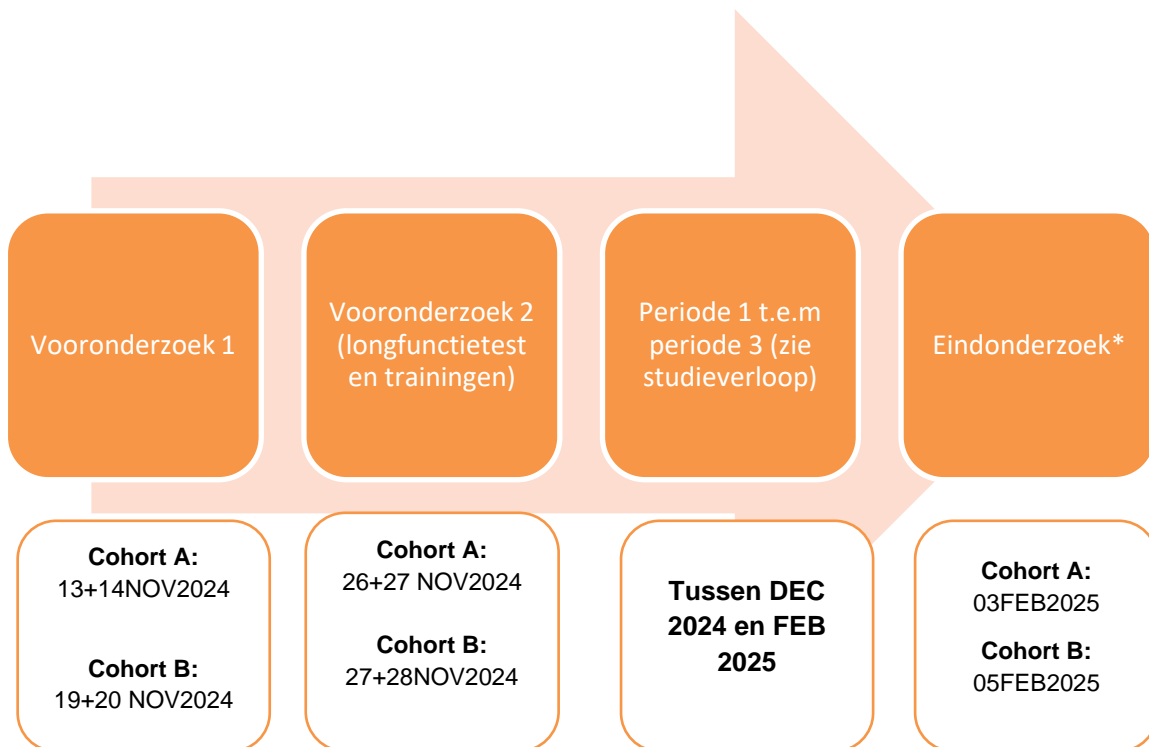 Vooronderzoek 1
Vooronderzoek 2
(longfunctietest
en trainingen)
Periode 1 t.e.m
periode 3 (zie
studieverloop)
Eindonderzoek*
Cohort A:
13+14NOV2024
Cohort B:
19+20 NOV2024
Cohort A:
26+27 NOV2024
Cohort B:
27+28NOV2024
Tussen DEC
2024 en FEB
2025
Cohort A:
03FEB2025
Cohort B:
05FEB2025